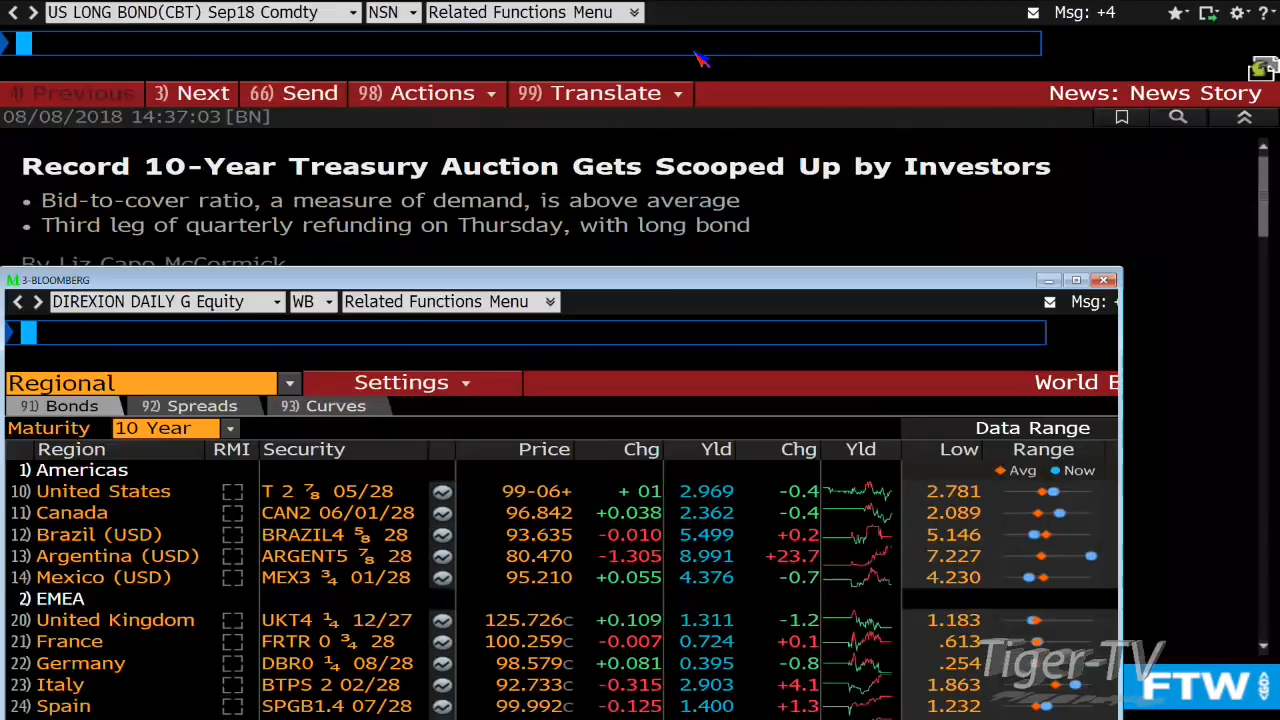 US LONG BOND(CBT) Sep18 Comdty NSN Related Functions Menu Msg: +4
1) Previous 3) Next 66) Send 98) Actions 99) Translate News: News Story
08/08/2018 14:37:03 [BN]
Record 10-Year Treasury Auction Gets Scooped Up by Investors
• Bid-to-cover ratio, a measure of demand, is above average
• Third leg of quarterly refunding on Thursday, with long bond
By Liz Capo McCormick
3-BLOOMBERG
DIREXION DAILY G Equity WB Related Functions Menu Msg: +
Regional Settings World B
91) Bonds 92) Spreads 93) Curves
Maturity 10 Year Data Range
Region RMI Security Price Chg Yld Chg Yld Low Range
1) Americas Avg Now
10) United States T 2 ⅞ 05/28 99-06+ + 01 2.969 -0.4 2.781
11) Canada CAN2 06/01/28 96.842 +0.038 2.362 -0.4 2.089
12) Brazil (USD) BRAZIL4 ⅝ 28 93.635 -0.010 5.499 +0.2 5.146
13) Argentina (USD) ARGENT5 ⅞ 28 80.470 -1.305 8.991 +23.7 7.227
14) Mexico (USD) MEX3 ¾ 01/28 95.210 +0.055 4.376 -0.7 4.230
2) EMEA
20) United Kingdom UKT4 ¼ 12/27 125.726c +0.109 1.311 -1.2 1.183
21) France FRTR 0 ¾ 28 100.259c -0.007 0.724 +0.1 .613
22) Germany DBR0 ¼ 08/28 98.579c +0.081 0.395 -0.8 .254
23) Italy BTPS 2 02/28 92.733c -0.315 2.903 +4.1 1.863
24) Spain SPGB1.4 07/28 99.992c -0.125 1.400 +1.3 1.232
Tiger-TV
FTW